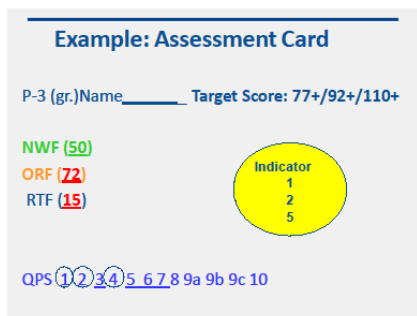 Example: Assessment Card
P-3 (gr.)Name_______ Target Score: 77+/92+/110+
NWF (50)
ORF (72)
RTF (15)
Indicator
1
2
5
QPS 1 2 3 4 5 6 7 8 9a 9b 9c 10